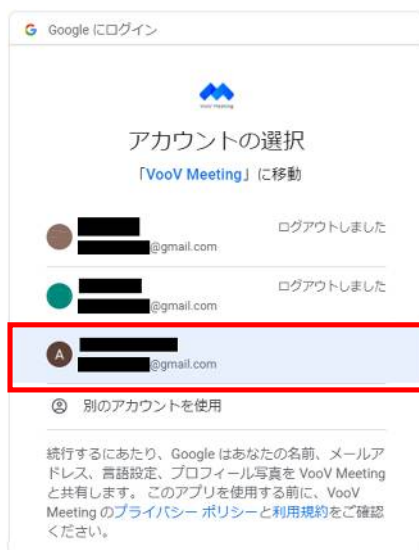 Google にログイン
VooV Meeting
アカウントの選択
「VooV Meeting」に移動
ログアウトしました
@gmail.com
ログアウトしました
@gmail.com
A
@gmail.com
別のアカウントを使用
続行するにあたり、Google はあなたの名前、メールア
ドレス、言語設定、プロフィール写真を VooV Meeting
と共有します。このアプリを使用する前に、VooV
Meeting のプライバシー ポリシーと利用規約をご確認
ください。